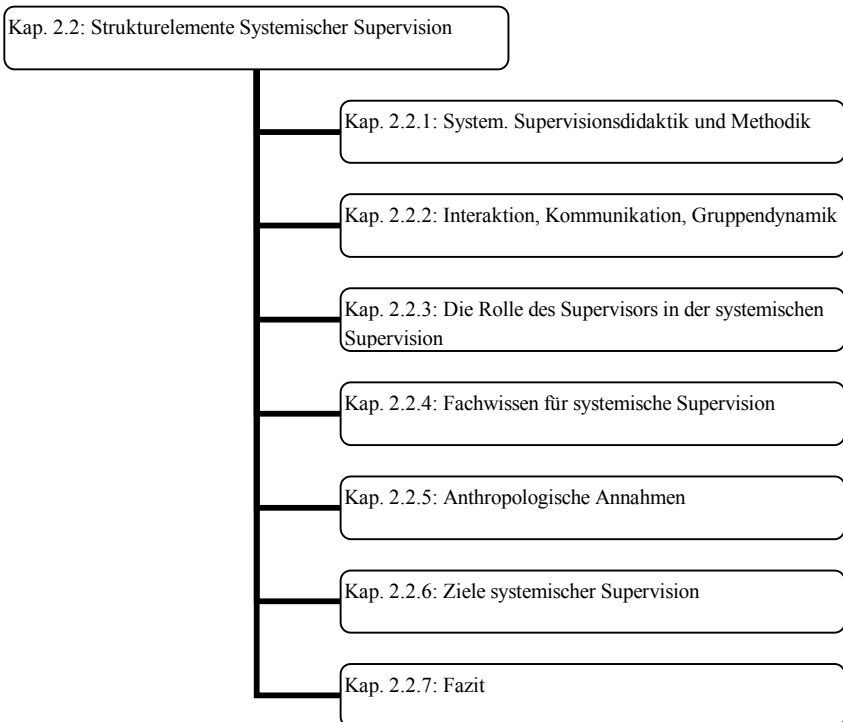 Kap. 2.2: Strukturelemente Systemischer Supervision
Kap. 2.2.1: System. Supervisionsdidaktik und Methodik
Kap. 2.2.2: Interaktion, Kommunikation, Gruppendynamik
Kap. 2.2.3: Die Rolle des Supervisors in der systemischen
Supervision
Kap. 2.2.4: Fachwissen für systemische Supervision
Kap. 2.2.5: Anthropologische Annahmen
Kap. 2.2.6: Ziele systemischer Supervision
Kap. 2.2.7: Fazit